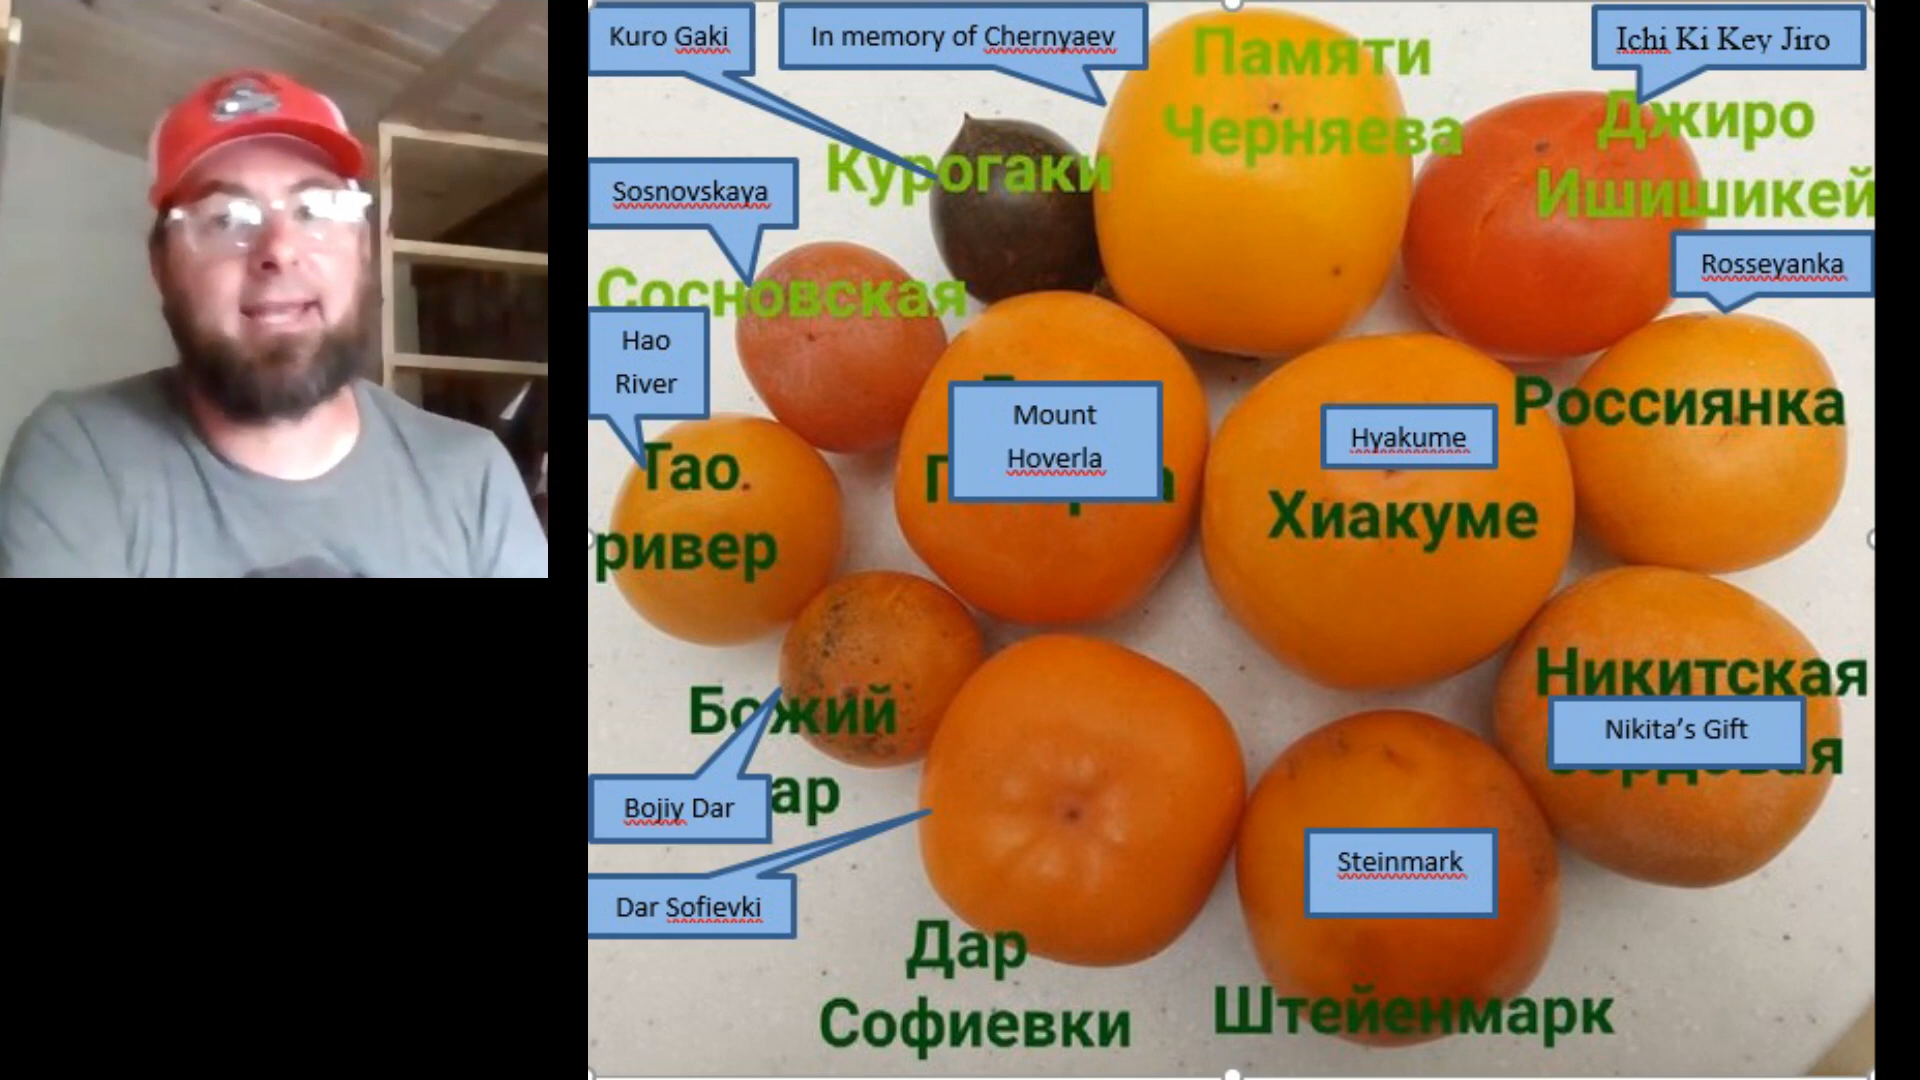 Kuro Gaki
In memory of Chernyaev
Ichi Ki Key Jiro
Памяти
Черняева
Джиро
Ишишикей
Курогаки
Sosnovskaya
Сосновская
Rosseyanka
Россиянка
Hao
River
Тао
ривер
Mount
Hoverla
Hyakume
Хиакуме
Никитская
Nikita's Gift
Божий
ар
Bojiy Dar
Dar Sofievki
Дар
Софиевки
Steinmark
Штейенмарк